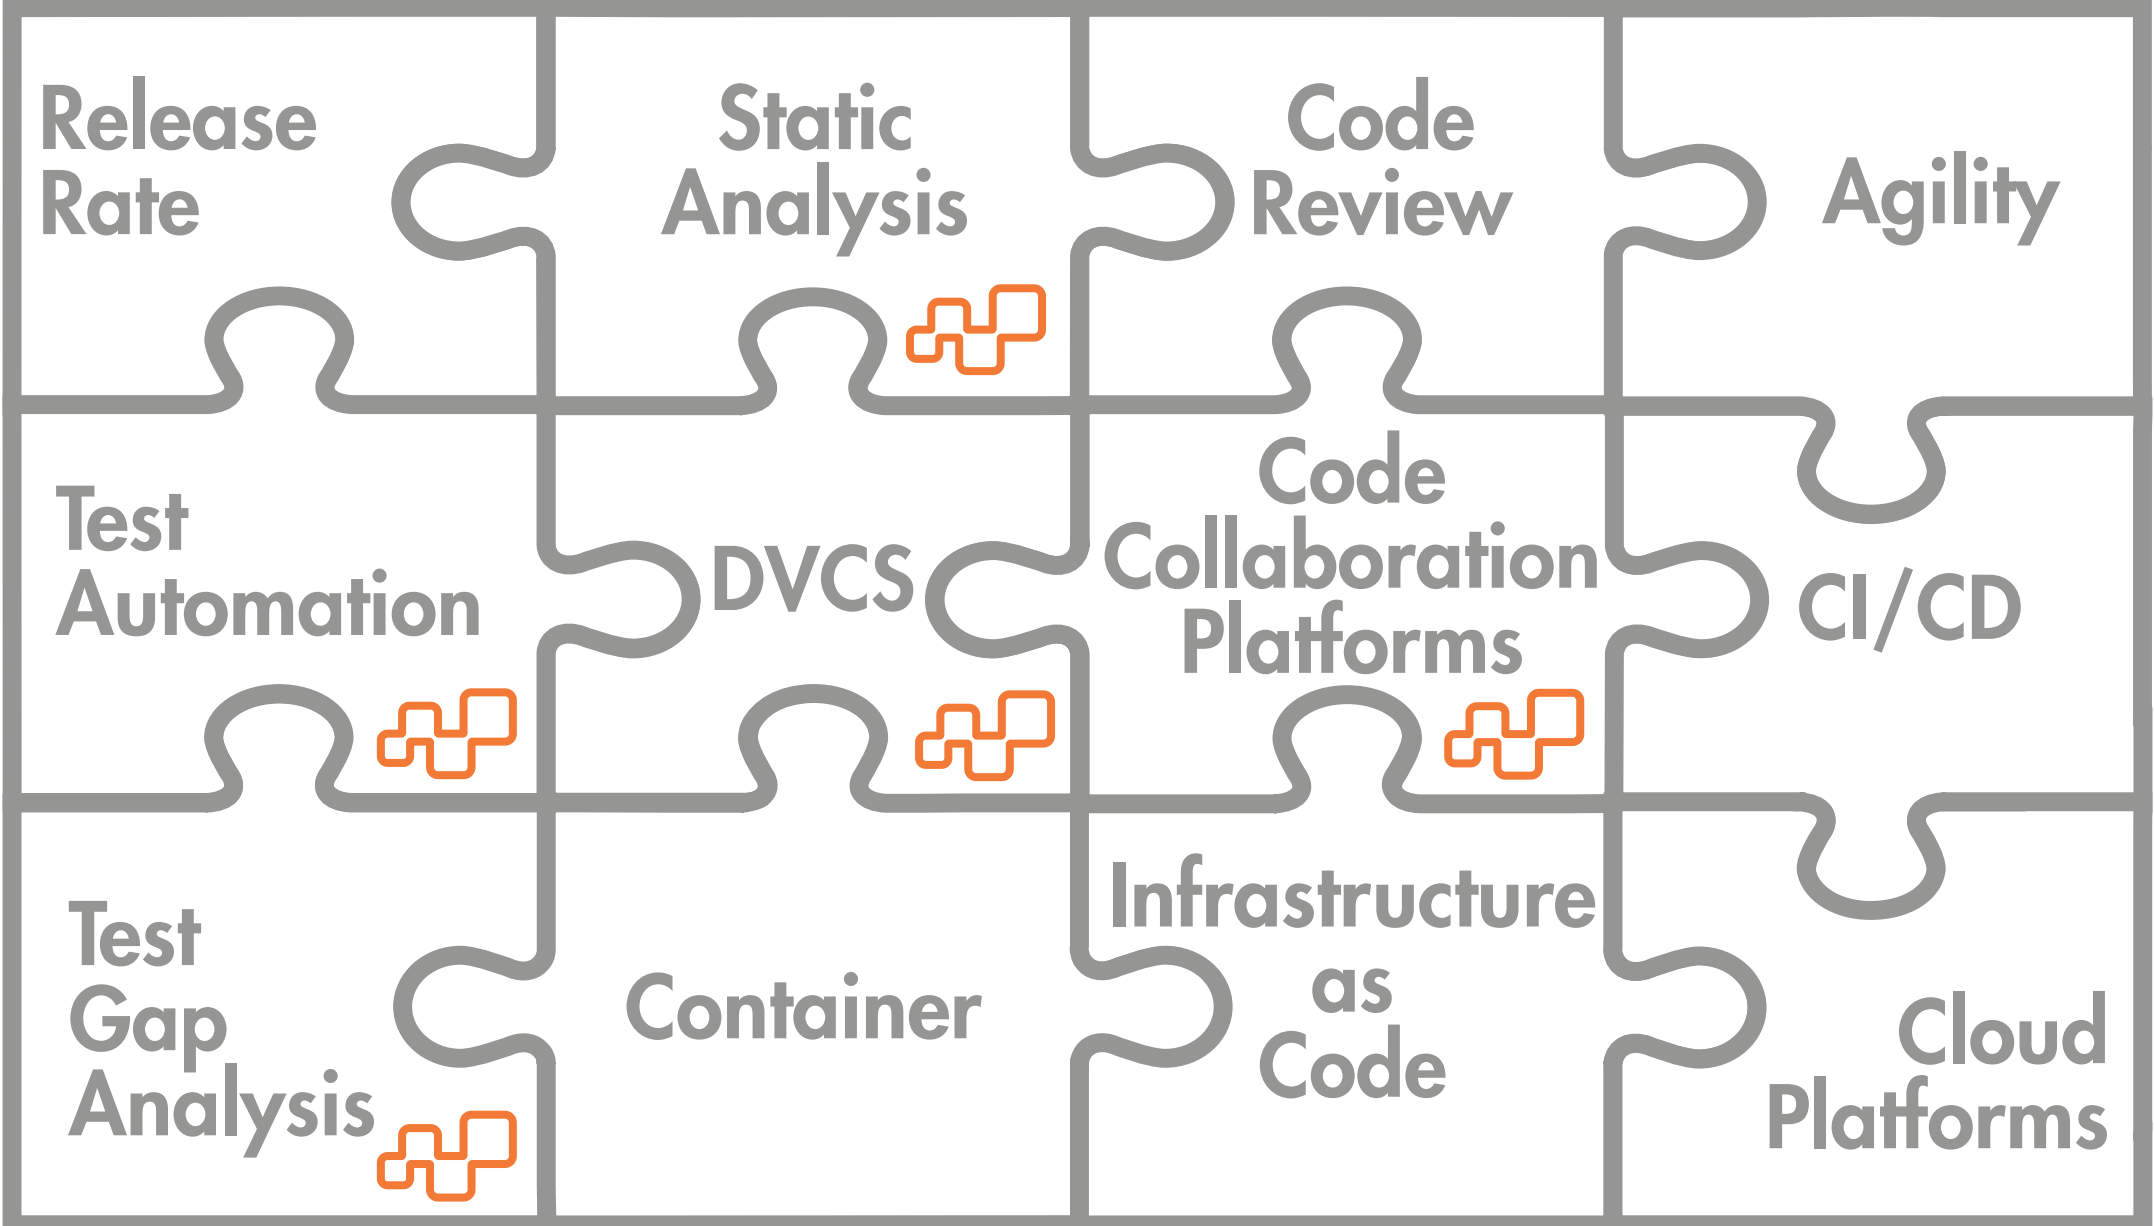 Release
Rate
Static
Analysis
Code
Review
Agility
Test
Automation
DVCS
Code
Collaboration
Platforms
CI/CD
Test
Gap
Analysis
Container
Infrastructure
as
Code
Cloud
Platforms